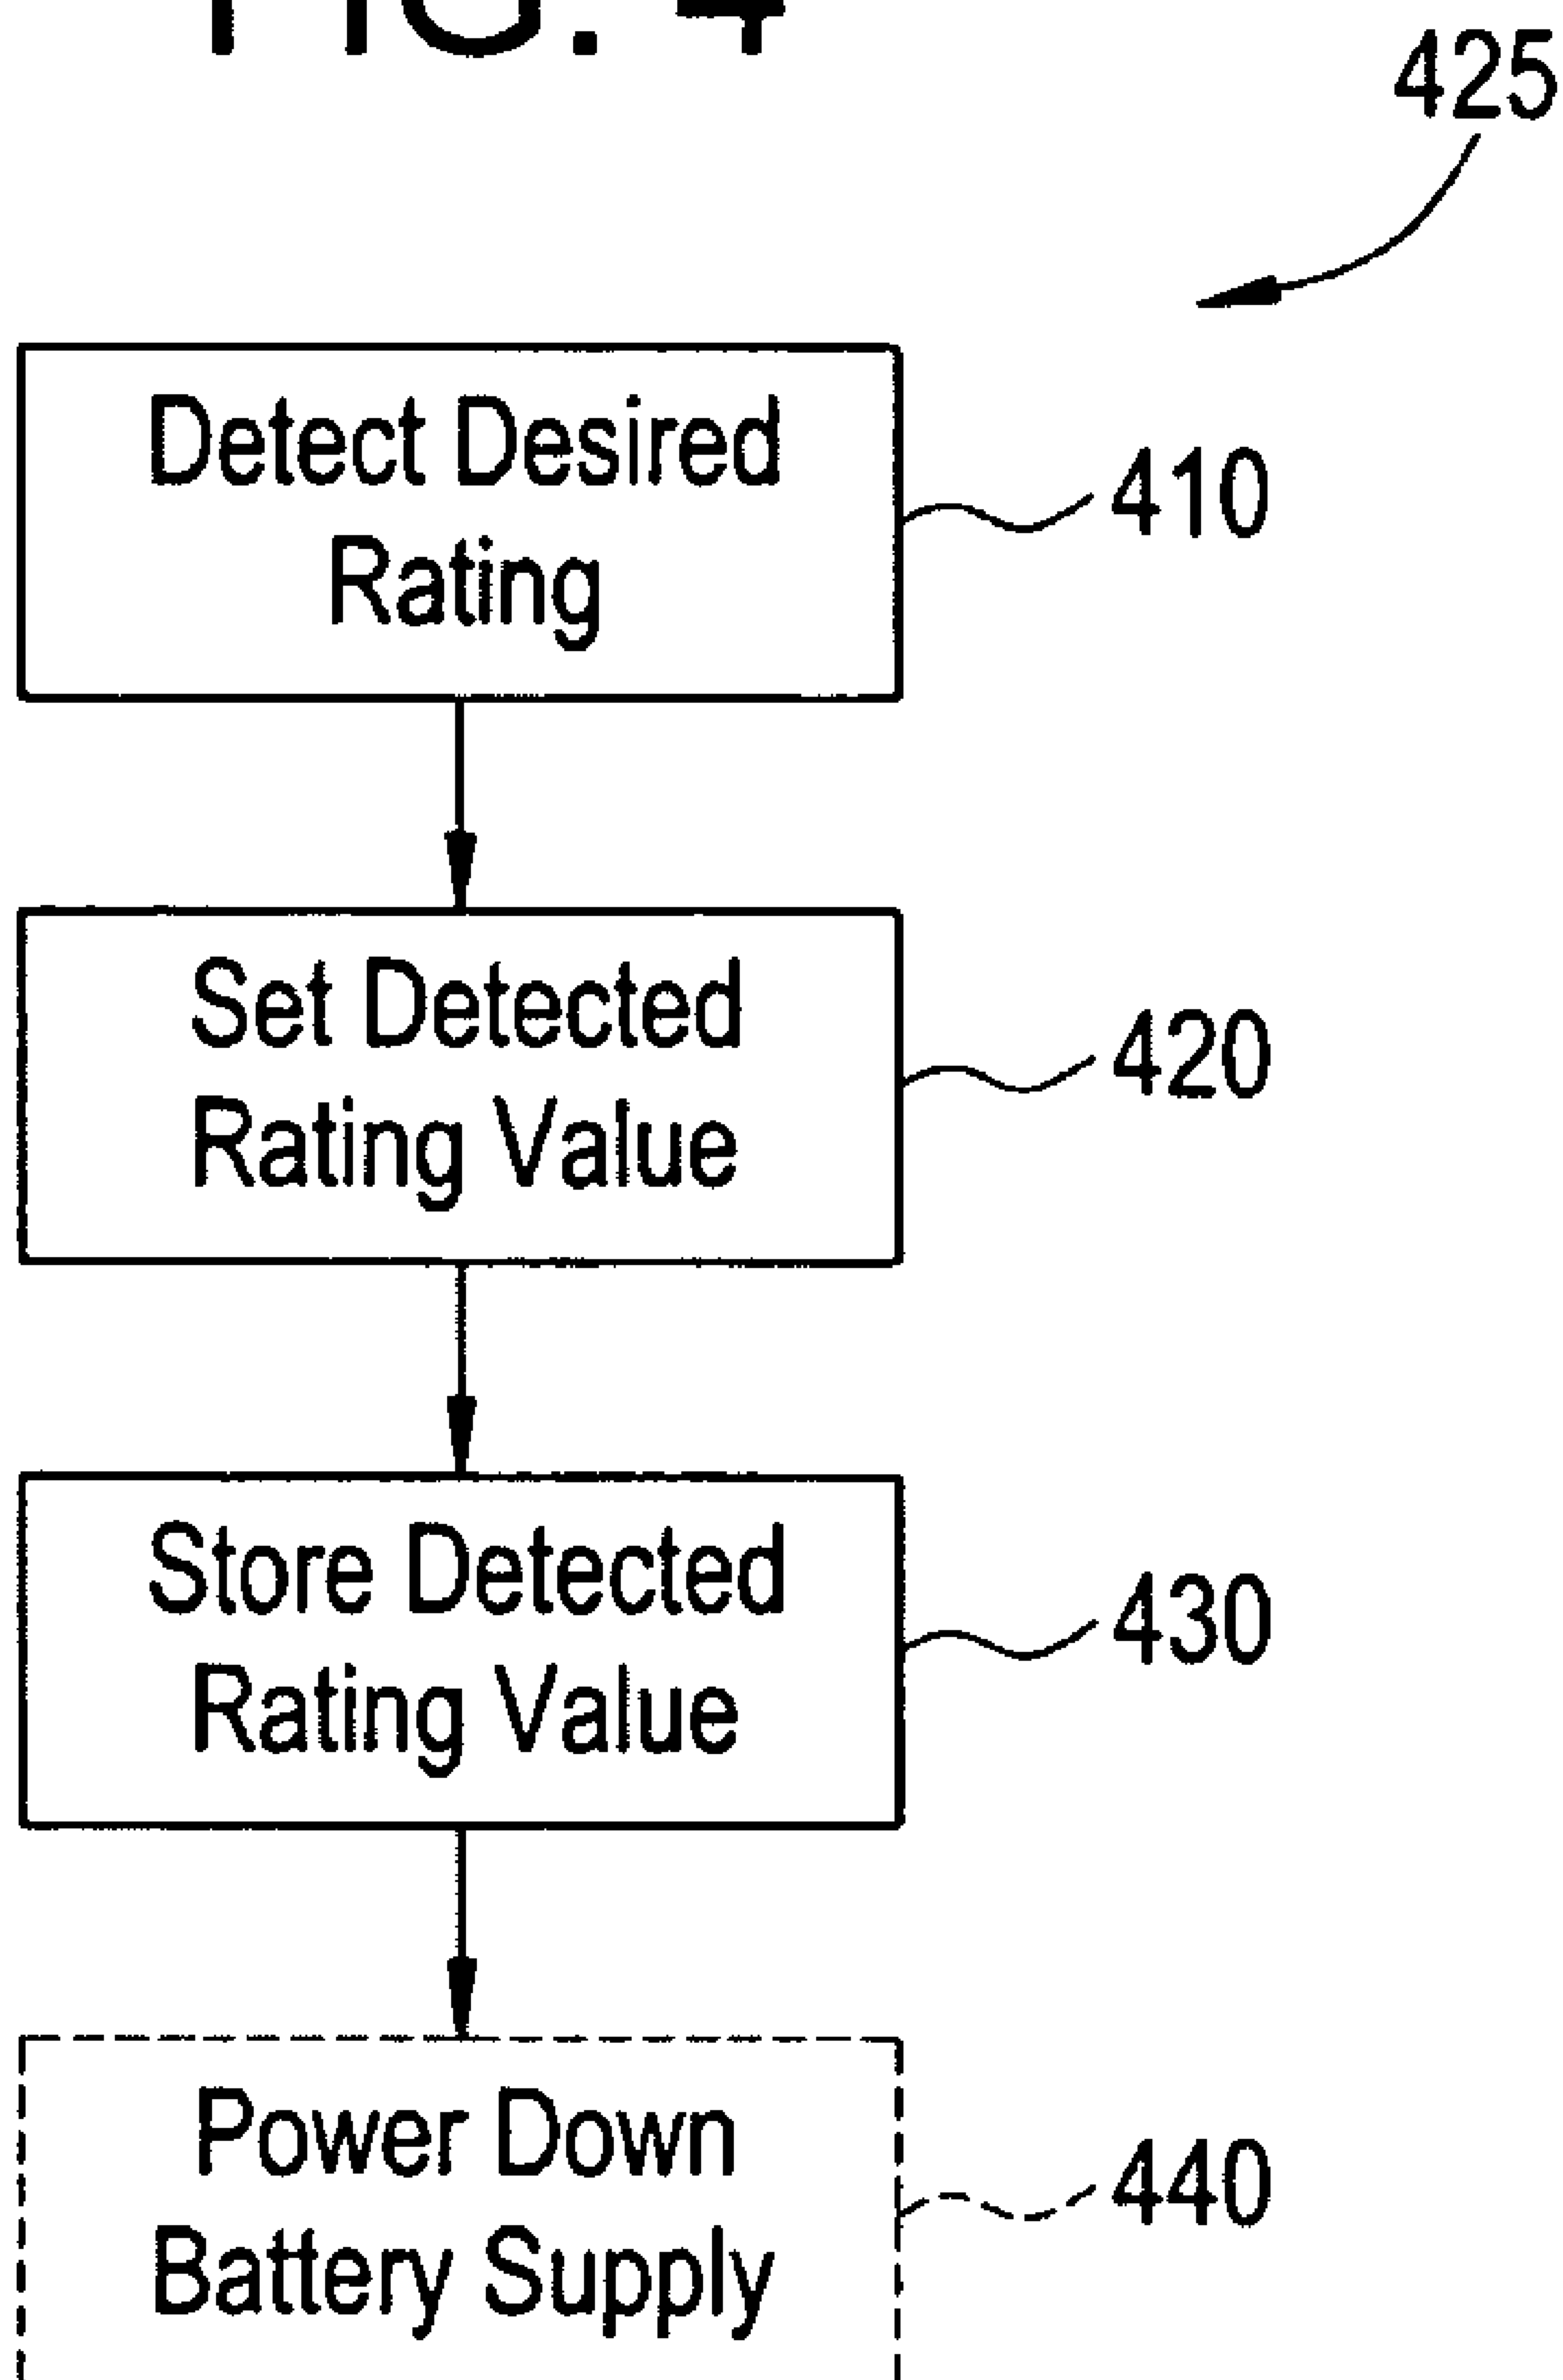 FIG. 4
425
Detect Desired
Rating
410
Set Detected
Rating Value
420
Store Detected
Rating Value
430
Power Down
Battery Supply
440